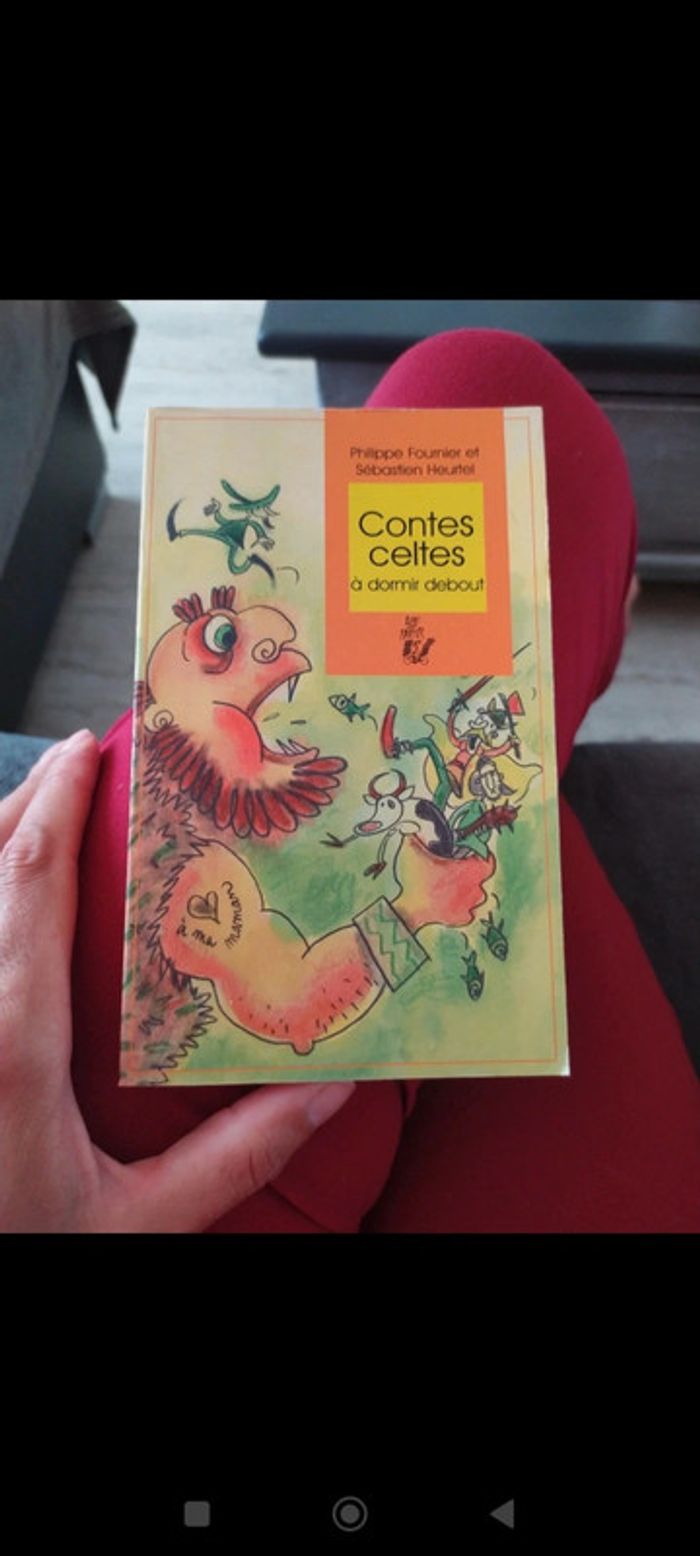 Philippe Fournier et
Sébastien Heurtel
Contes
celtes
à dormir debout
à ma
maman